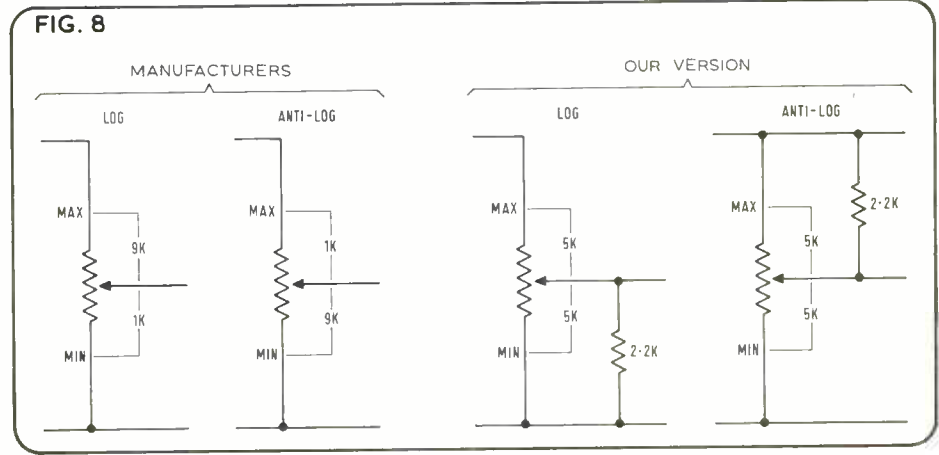 FIG. 8
MANUFACTURERS
OUR VERSION
LOG
ANTI-LOG
LOG
ANTI-LOG
MAX
9K
1K
MIN
MAX
1K
9K
MIN
MAX
5K
5K
MIN
2·2K
MAX
5K
5K
MIN
2·2K